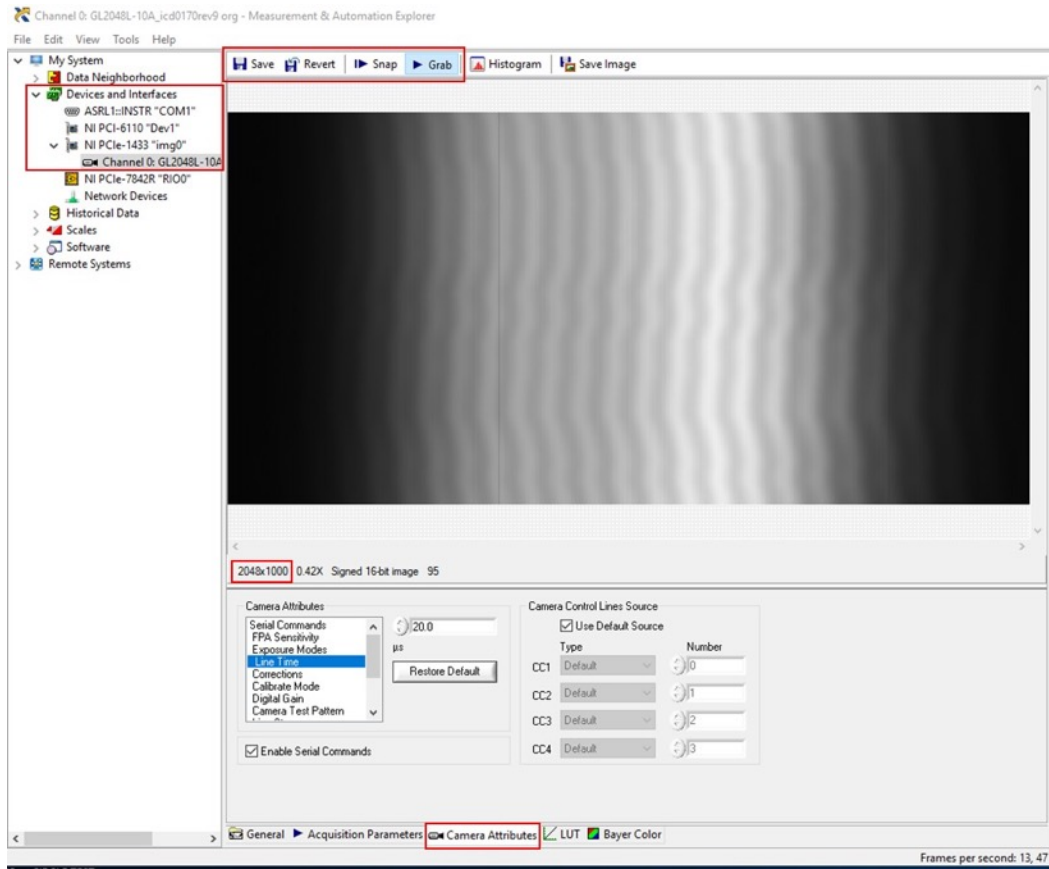 Channel 0: GL2048L-10A_icd0170rev9 org - Measurement & Automation Explorer
File Edit View Tools Help
My System
Data Neighborhood
Devices and Interfaces
ASRL1::INSTR "COM1"
NI PCI-6110 "Dev1"
NI PCIe-1433 "img0"
Channel 0: GL2048L-10A
NI PCIe-7842R "RIO0"
Network Devices
Historical Data
Scales
Software
Remote Systems
Save Revert Snap Grab Histogram Save Image
2048x1000 0.42X Signed 16-bit image 95
Camera Attributes
Serial Commands
FPA Sensitivity
Exposure Modes
Line Time
Corrections
Calibrate Mode
Digital Gain
Camera Test Pattern
20.0
µs
Restore Default
Enable Serial Commands
Camera Control Lines Source
Use Default Source
Type Number
CC1 Default 0
CC2 Default 1
CC3 Default 2
CC4 Default 3
General Acquisition Parameters Camera Attributes LUT Bayer Color
Frames per second: 13, 47